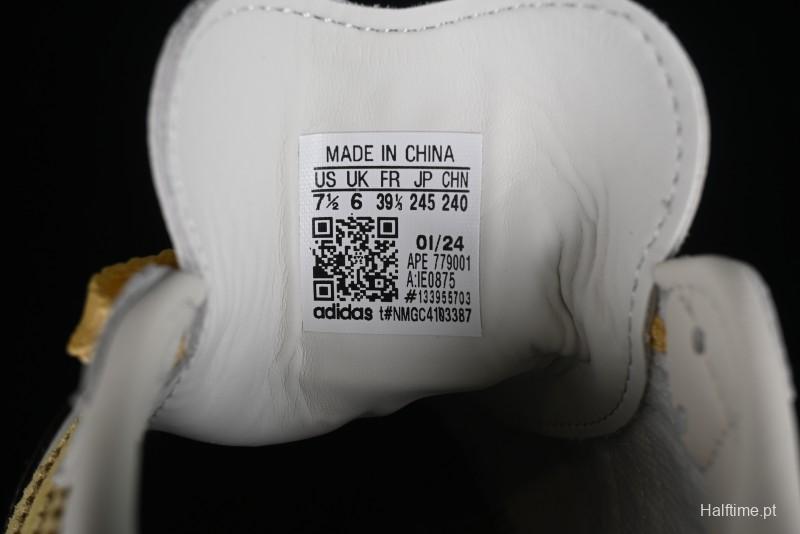 MADE IN CHINA
US UK FR JP CHN
7½ 6 39⅓ 245 240
01/24
APE 779001
A:IE0875
#133955703
adidas t#NMGC4103387
Halftime.pt